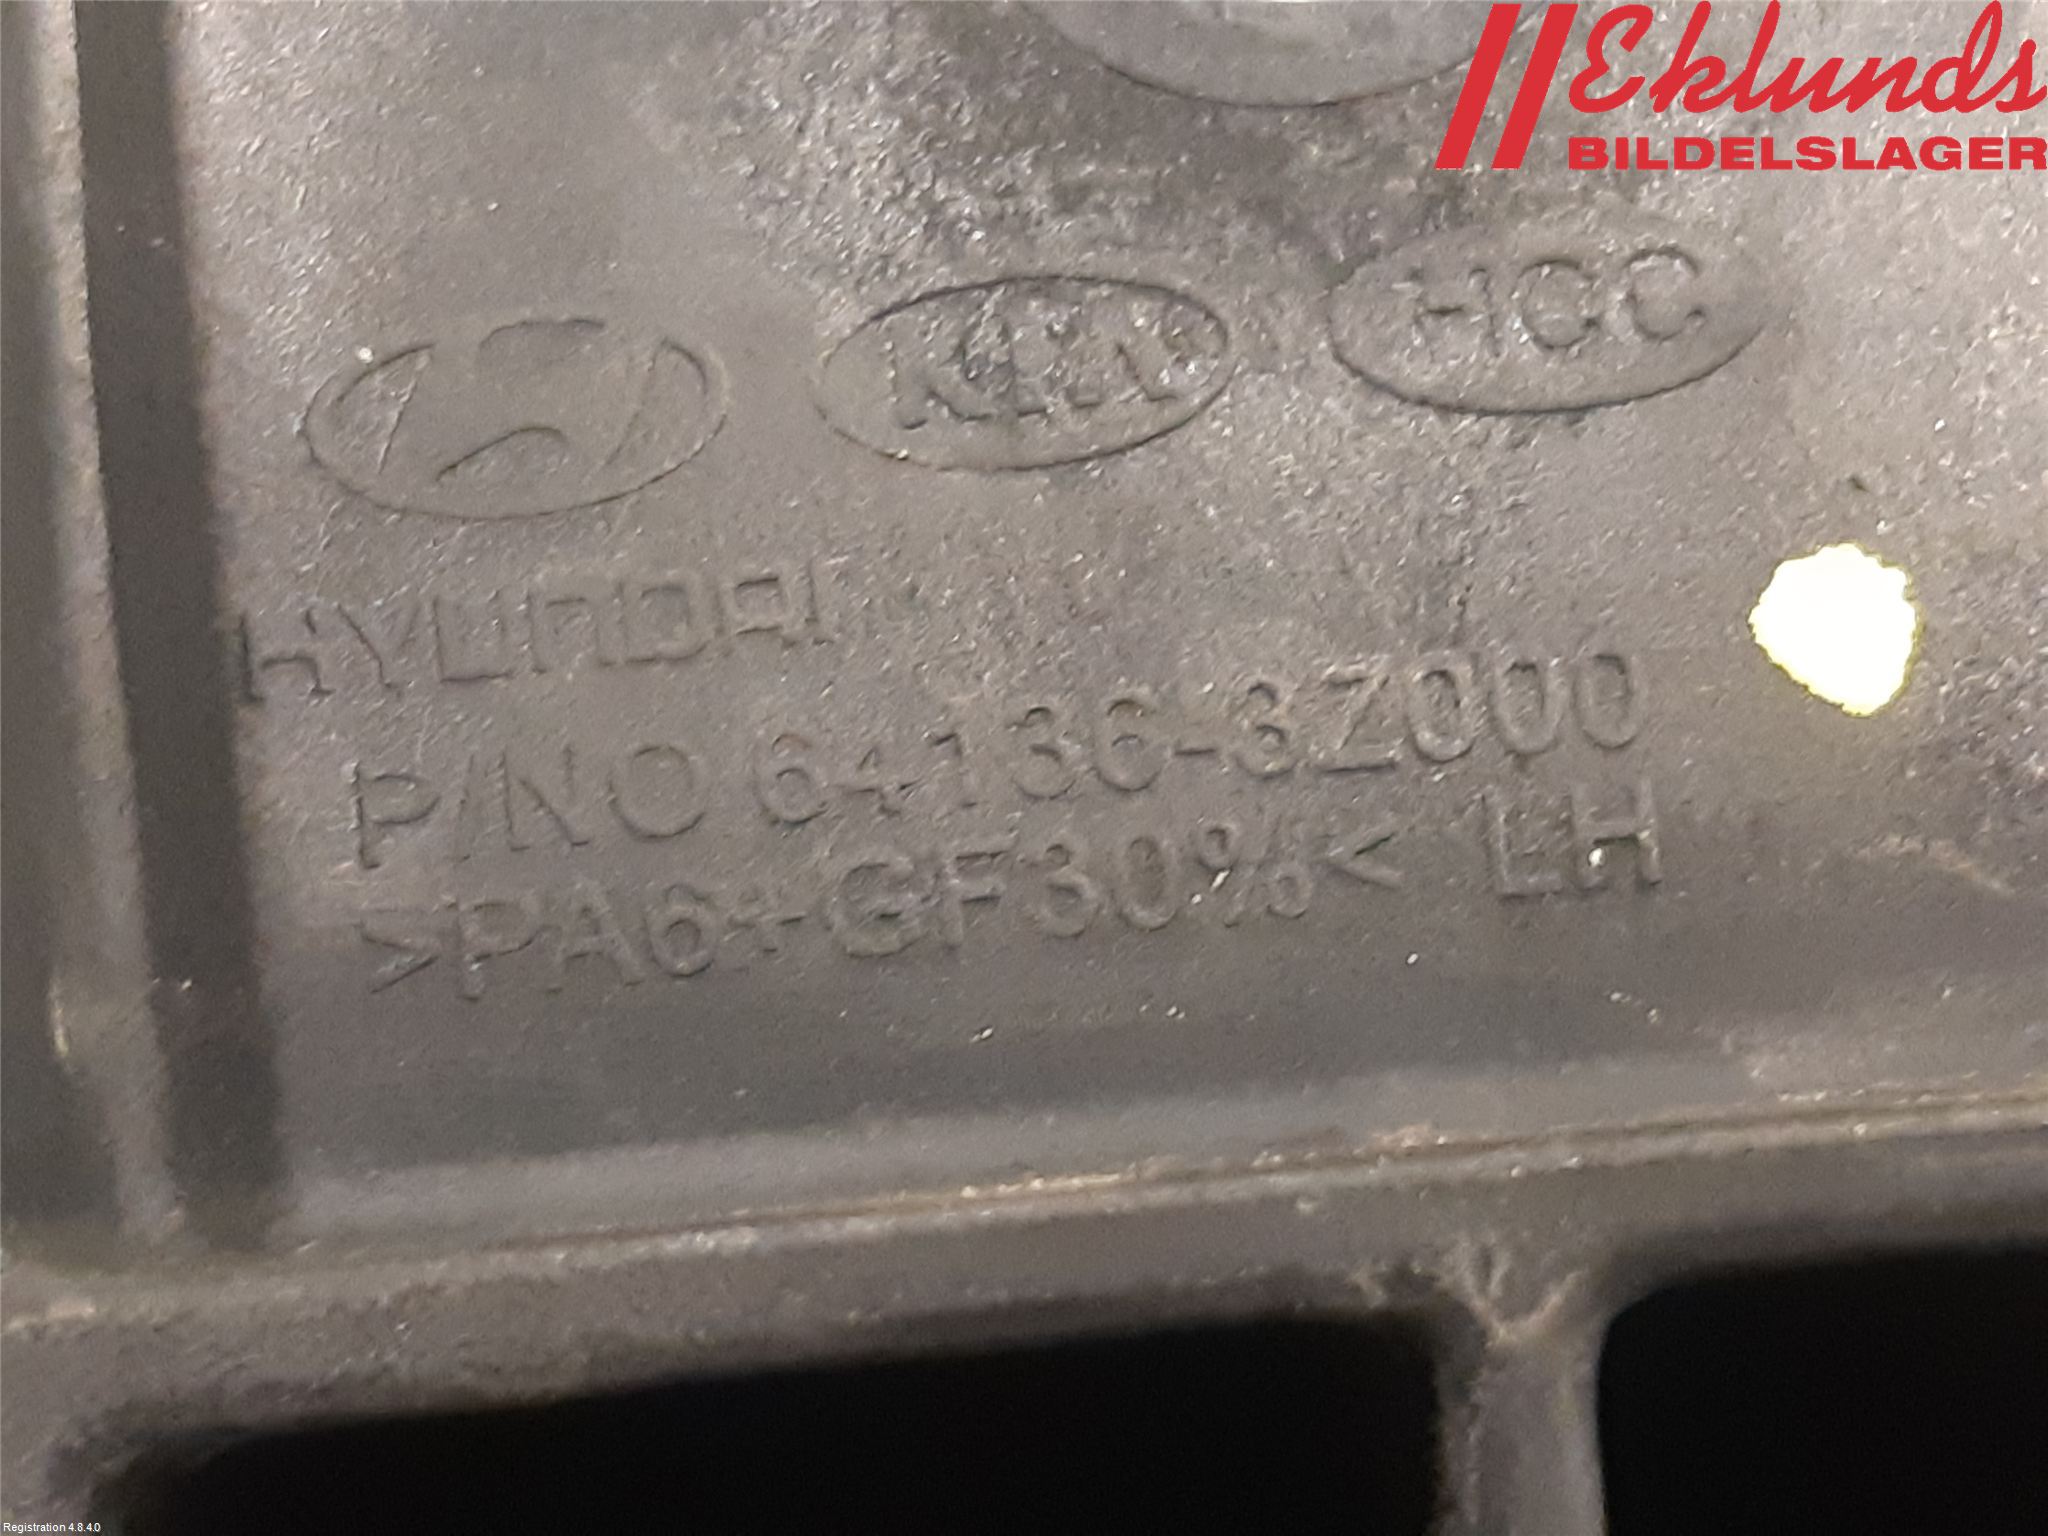 Eklunds
BILDELSLAGER
KIA HCC
HYUNDAI
P/NO 64136-3Z000
>PA6+GF30%< LH
Registration 4.8.4.0